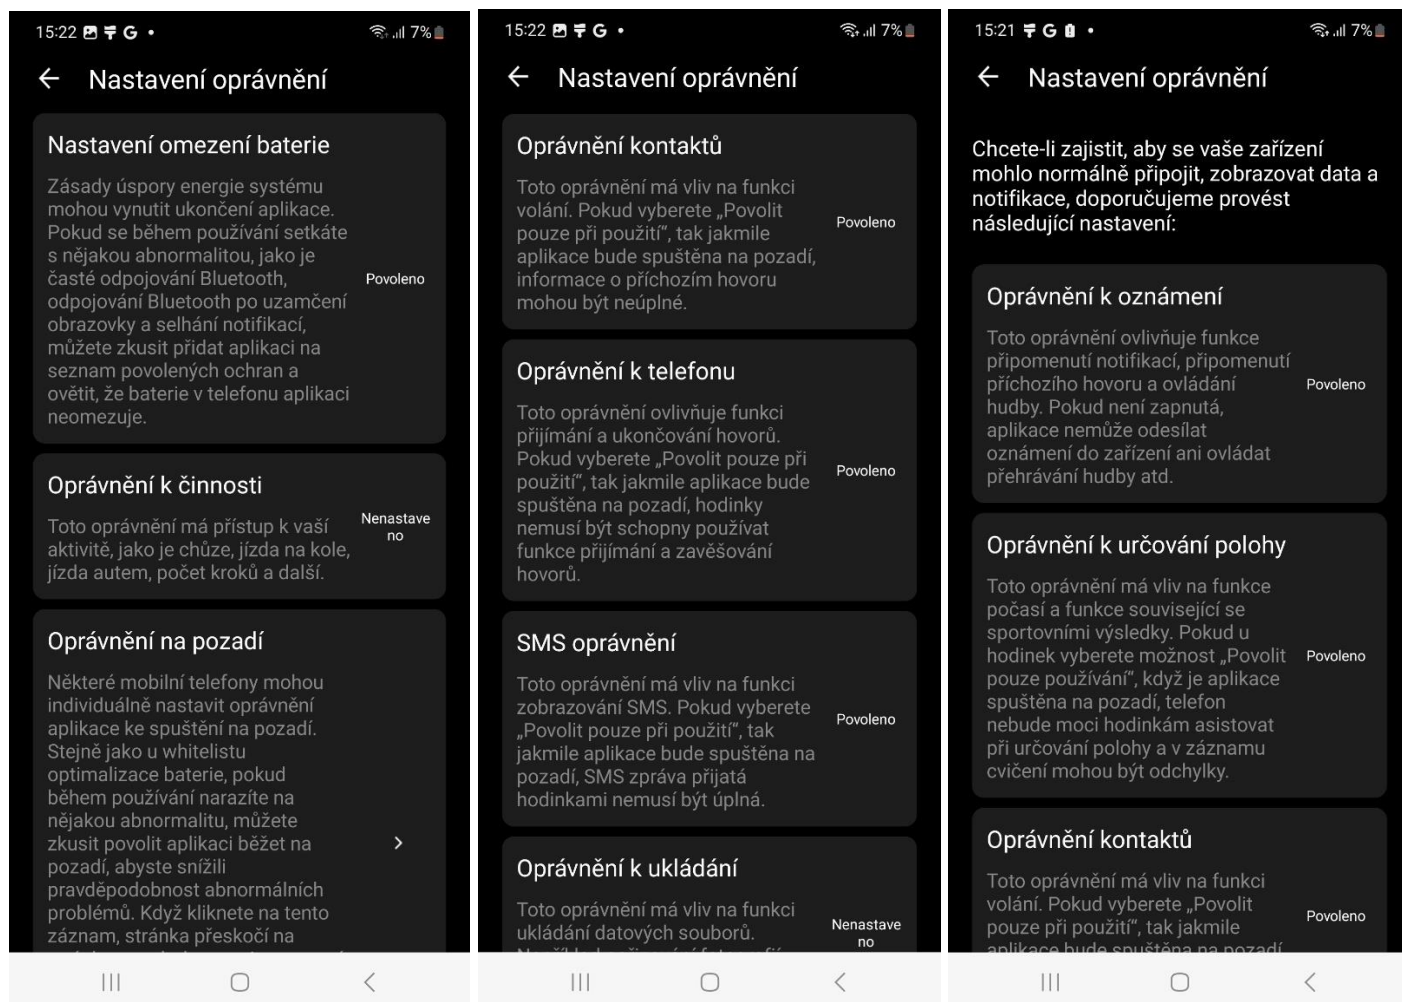 15:22 G • 7%
Nastavení oprávnění
Nastavení omezení baterie
Zásady úspory energie systému
mohou vynutit ukončení aplikace.
Pokud se během používání setkáte
s nějakou abnormalitou, jako je
časté odpojování Bluetooth,
odpojování Bluetooth po uzamčení
obrazovky a selhání notifikací,
můžete zkusit přidat aplikaci na
seznam povolených ochran a
ovětit, že baterie v telefonu aplikaci
neomezuje.
Povoleno
Oprávnění k činnosti
Toto oprávnění má přístup k vaší
aktivitě, jako je chůze, jízda na kole,
jízda autem, počet kroků a další.
Nenastave
no
Oprávnění na pozadí
Některé mobilní telefony mohou
individuálně nastavit oprávnění
aplikace ke spuštění na pozadí.
Stejně jako u whitelistu
optimalizace baterie, pokud
během používání narazíte na
nějakou abnormalitu, můžete
zkusit povolit aplikaci běžet na
pozadí, abyste snížili
pravděpodobnost abnormálních
problémů. Když kliknete na tento
záznam, stránka přeskočí na
15:22 G • 7%
Nastavení oprávnění
Oprávnění kontaktů
Toto oprávnění má vliv na funkci
volání. Pokud vyberete „Povolit
pouze při použití“, tak jakmile
aplikace bude spuštěna na pozadí,
informace o příchozím hovoru
mohou být neúplné.
Povoleno
Oprávnění k telefonu
Toto oprávnění ovlivňuje funkci
přijímání a ukončování hovorů.
Pokud vyberete „Povolit pouze při
použití“, tak jakmile aplikace bude
spuštěna na pozadí, hodinky
nemusí být schopny používat
funkce přijímání a zavěšování
hovorů.
Povoleno
SMS oprávnění
Toto oprávnění má vliv na funkci
zobrazování SMS. Pokud vyberete
„Povolit pouze při použití“, tak
jakmile aplikace bude spuštěna na
pozadí, SMS zpráva přijatá
hodinkami nemusí být úplná.
Povoleno
Oprávnění k ukládání
Toto oprávnění má vliv na funkci
ukládání datových souborů.
Nenastave
no
15:21 G • 7%
Nastavení oprávnění
Chcete-li zajistit, aby se vaše zařízení
mohlo normálně připojit, zobrazovat data a
notifikace, doporučujeme provést
následující nastavení:
Oprávnění k oznámení
Toto oprávnění ovlivňuje funkce
připomenutí notifikací, připomenutí
příchozího hovoru a ovládání
hudby. Pokud není zapnutá,
aplikace nemůže odesílat
oznámení do zařízení ani ovládat
přehrávání hudby atd.
Povoleno
Oprávnění k určování polohy
Toto oprávnění má vliv na funkce
počasí a funkce související se
sportovními výsledky. Pokud u
hodinek vyberete možnost „Povolit
pouze používání“, když je aplikace
spuštěna na pozadí, telefon
nebude moci hodinkám asistovat
při určování polohy a v záznamu
cvičení mohou být odchylky.
Povoleno
Oprávnění kontaktů
Toto oprávnění má vliv na funkci
volání. Pokud vyberete „Povolit
pouze při použití“, tak jakmile
aplikace bude spuštěna na pozadí
Povoleno